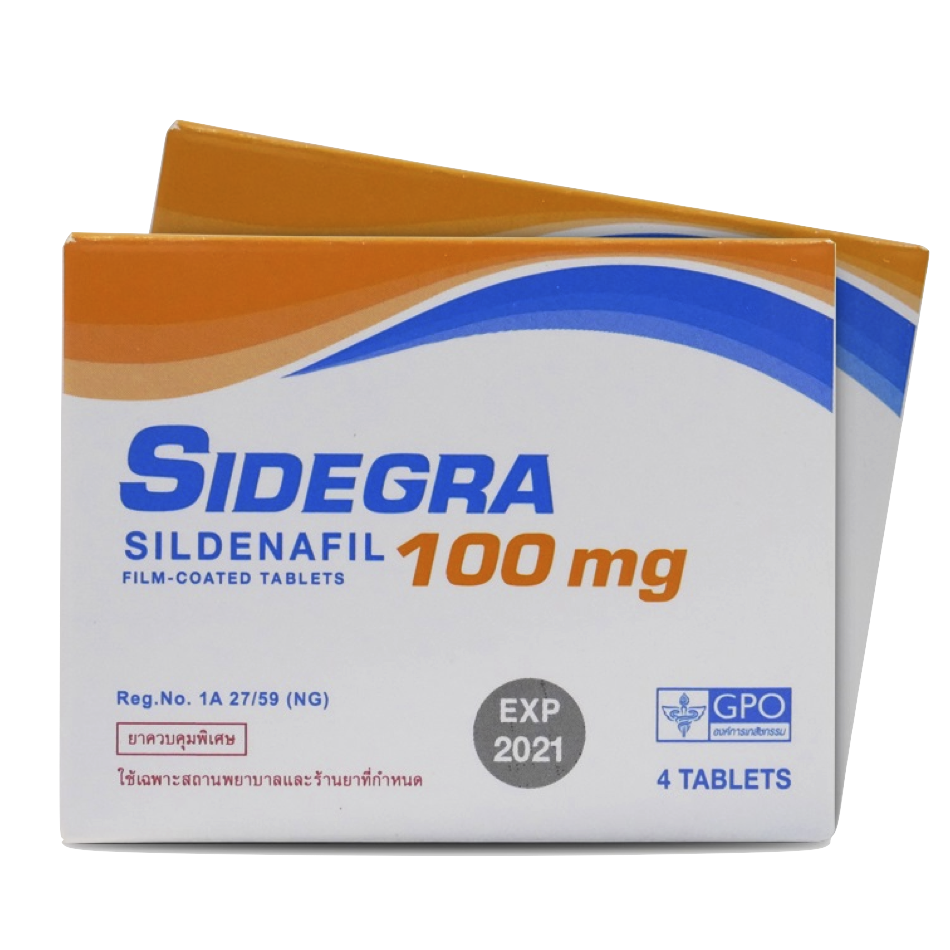 SIDEGRA
SILDENAFIL 100 mg
FILM-COATED TABLETS
Reg.No. 1A 27/59 (NG)
ยาควบคุมพิเศษ
ใช้เฉพาะสถานพยาบาลและร้านยาที่กำหนด
EXP
2021
GPO
องค์การเภสัชกรรม
4 TABLETS